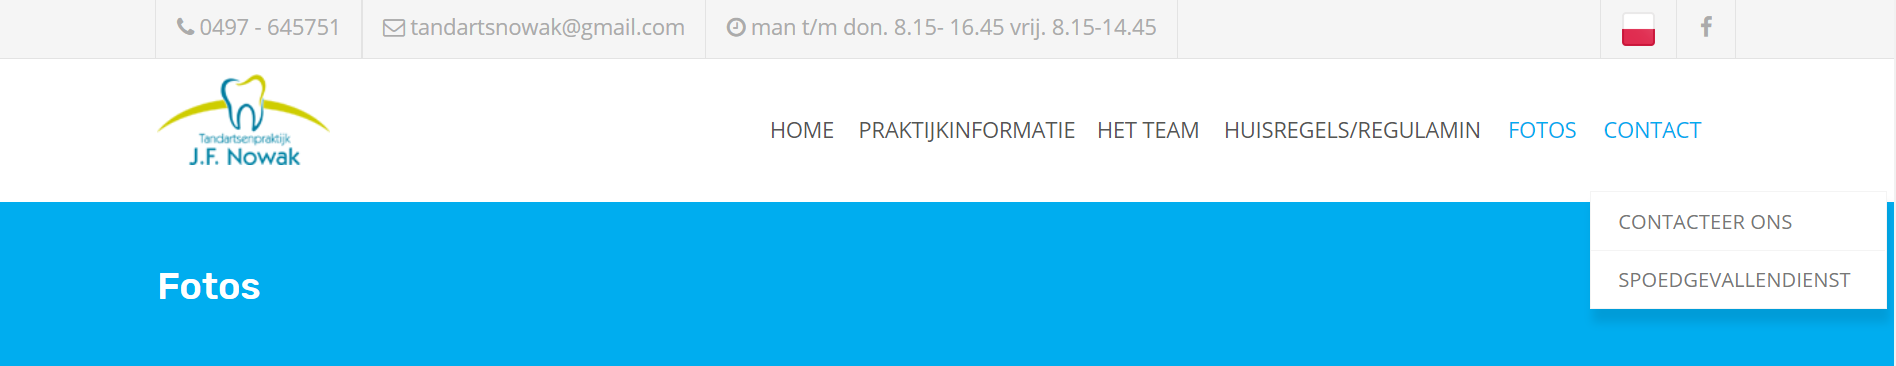 0497 - 645751
tandartsnowak@gmail.com
man t/m don. 8.15- 16.45 vrij. 8.15-14.45
Tandartsenpraktijk
J.F. Nowak
HOME PRAKTIJKINFORMATIE HET TEAM HUISREGELS/REGULAMIN FOTOS CONTACT
CONTACTEER ONS
SPOEDGEVALLENDIENST
Fotos